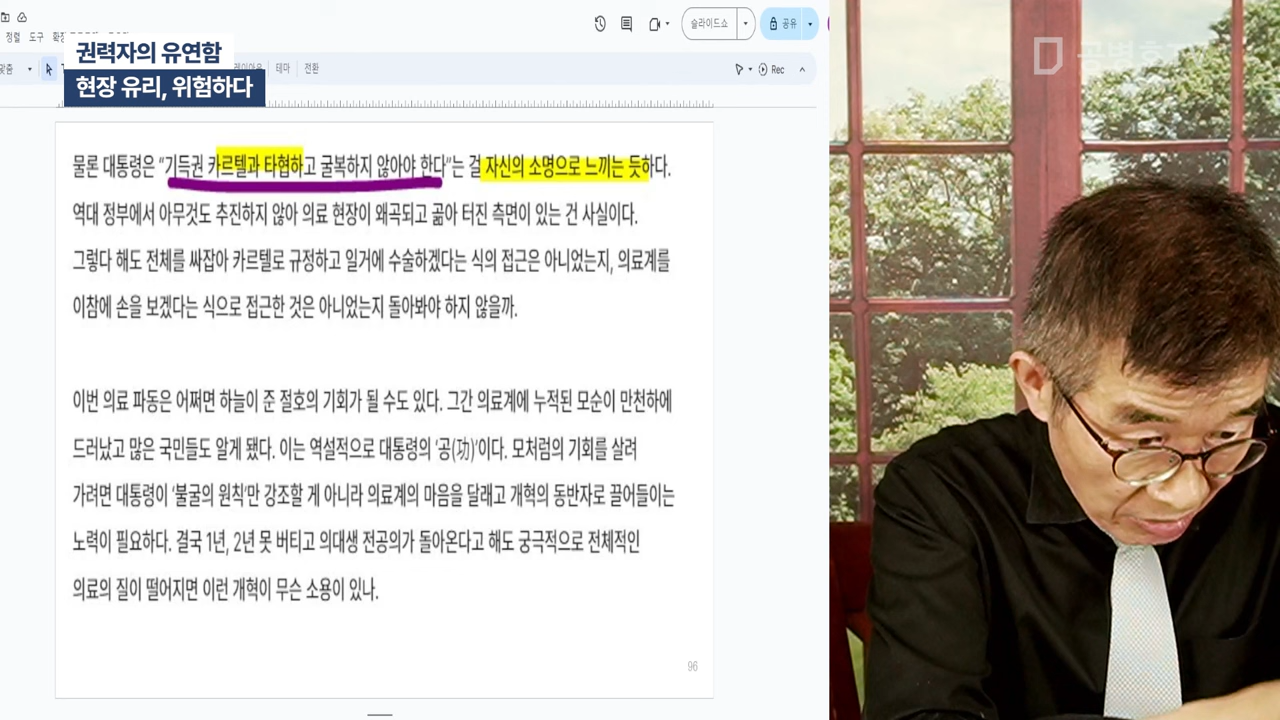 정렬 도구
슬라이드쇼
공유
권력자의 유연함
현장 유리, 위험하다
테마 전환
Rec
공병호TV
물론 대통령은 “기득권 카르텔과 타협하고 굴복하지 않아야 한다”는 걸 자신의 소명으로 느끼는 듯하다.
역대 정부에서 아무것도 추진하지 않아 의료 현장이 왜곡되고 곪아 터진 측면이 있는 건 사실이다.
그렇다 해도 전체를 싸잡아 카르텔로 규정하고 일거에 수술하겠다는 식의 접근은 아니었는지, 의료계를
이참에 손을 보겠다는 식으로 접근한 것은 아니었는지 돌아봐야 하지 않을까.
이번 의료 파동은 어쩌면 하늘이 준 절호의 기회가 될 수도 있다. 그간 의료계에 누적된 모순이 만천하에
드러났고 많은 국민들도 알게 됐다. 이는 역설적으로 대통령의 ‘공(功)’이다. 모처럼의 기회를 살려
가려면 대통령이 ‘불굴의 원칙’만 강조할 게 아니라 의료계의 마음을 달래고 개혁의 동반자로 끌어들이는
노력이 필요하다. 결국 1년, 2년 못 버티고 의대생 전공의가 돌아온다고 해도 궁극적으로 전체적인
의료의 질이 떨어지면 이런 개혁이 무슨 소용이 있나.
96